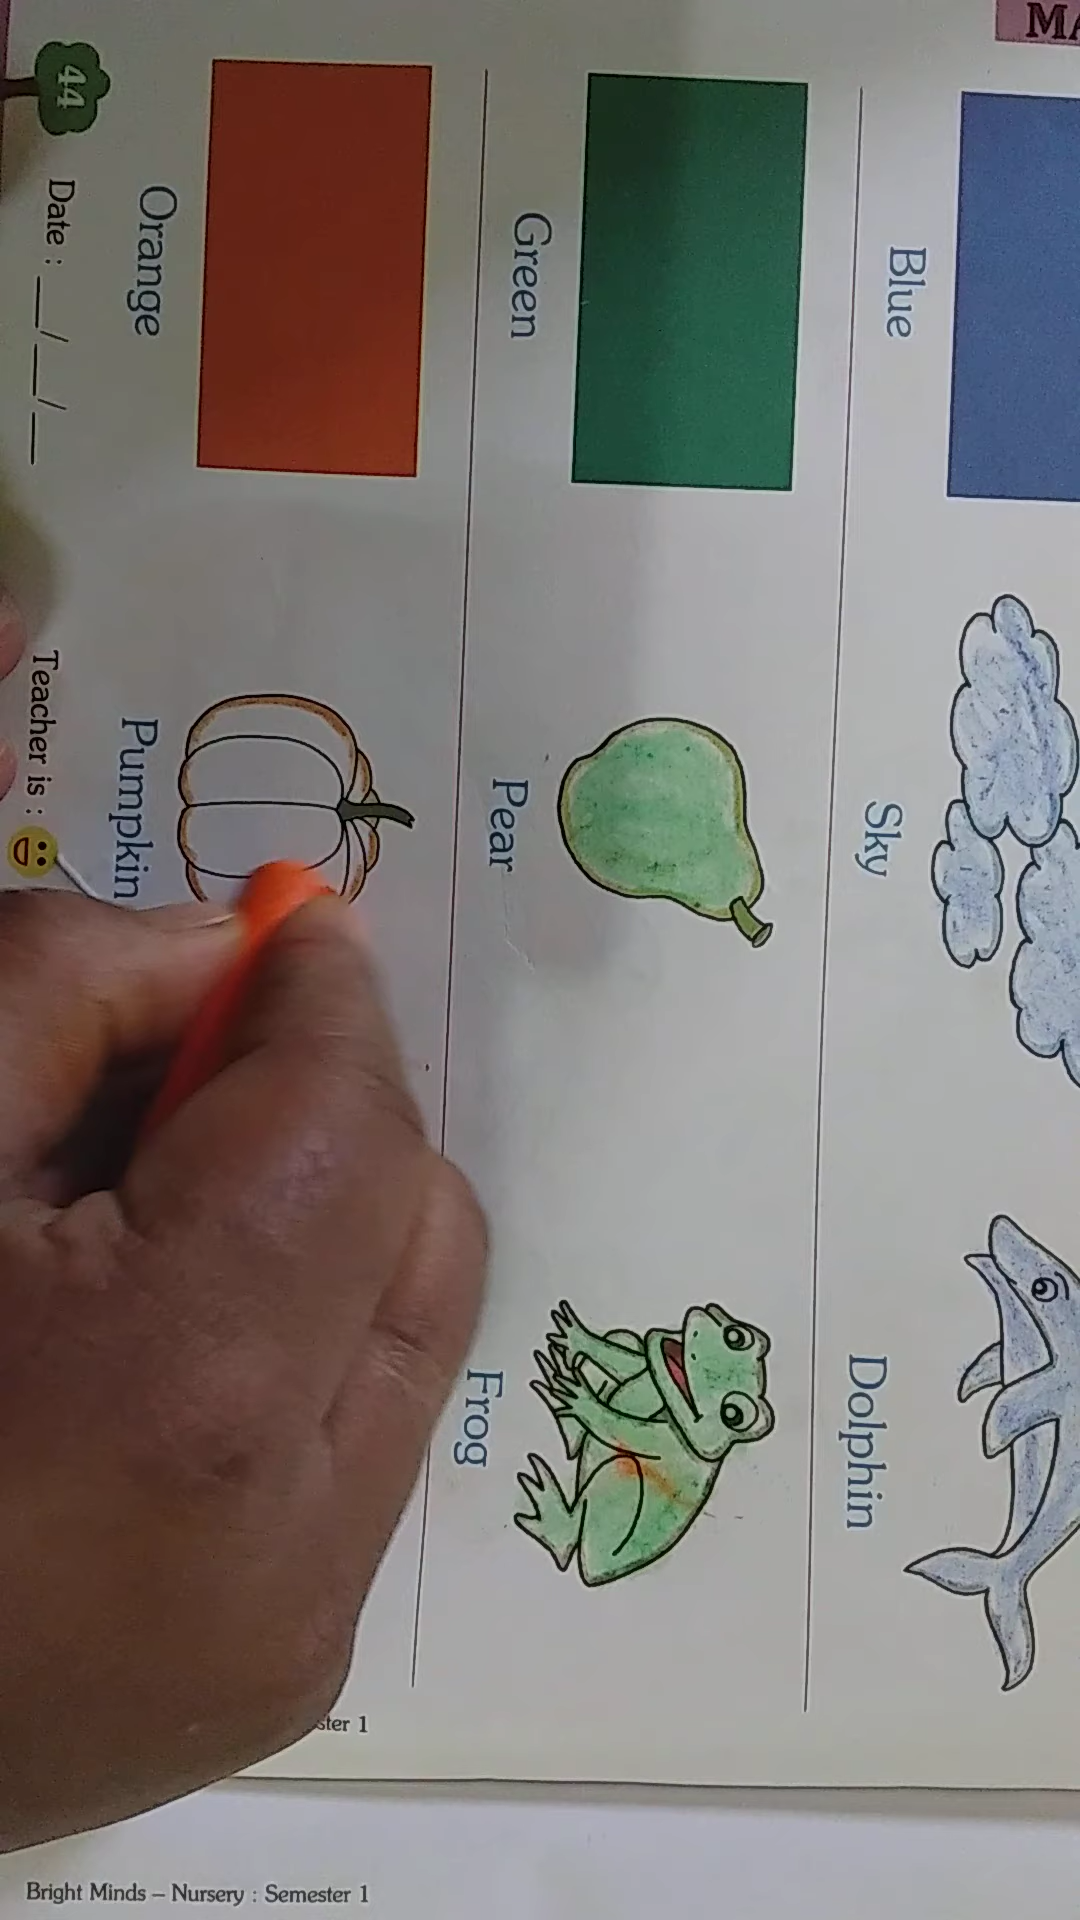 MA
Blue
Sky
Dolphin
Green
Pear
Frog
Orange
Pumpkin
44
Date : __/__/__
Teacher is :
ster 1
Bright Minds – Nursery : Semester 1